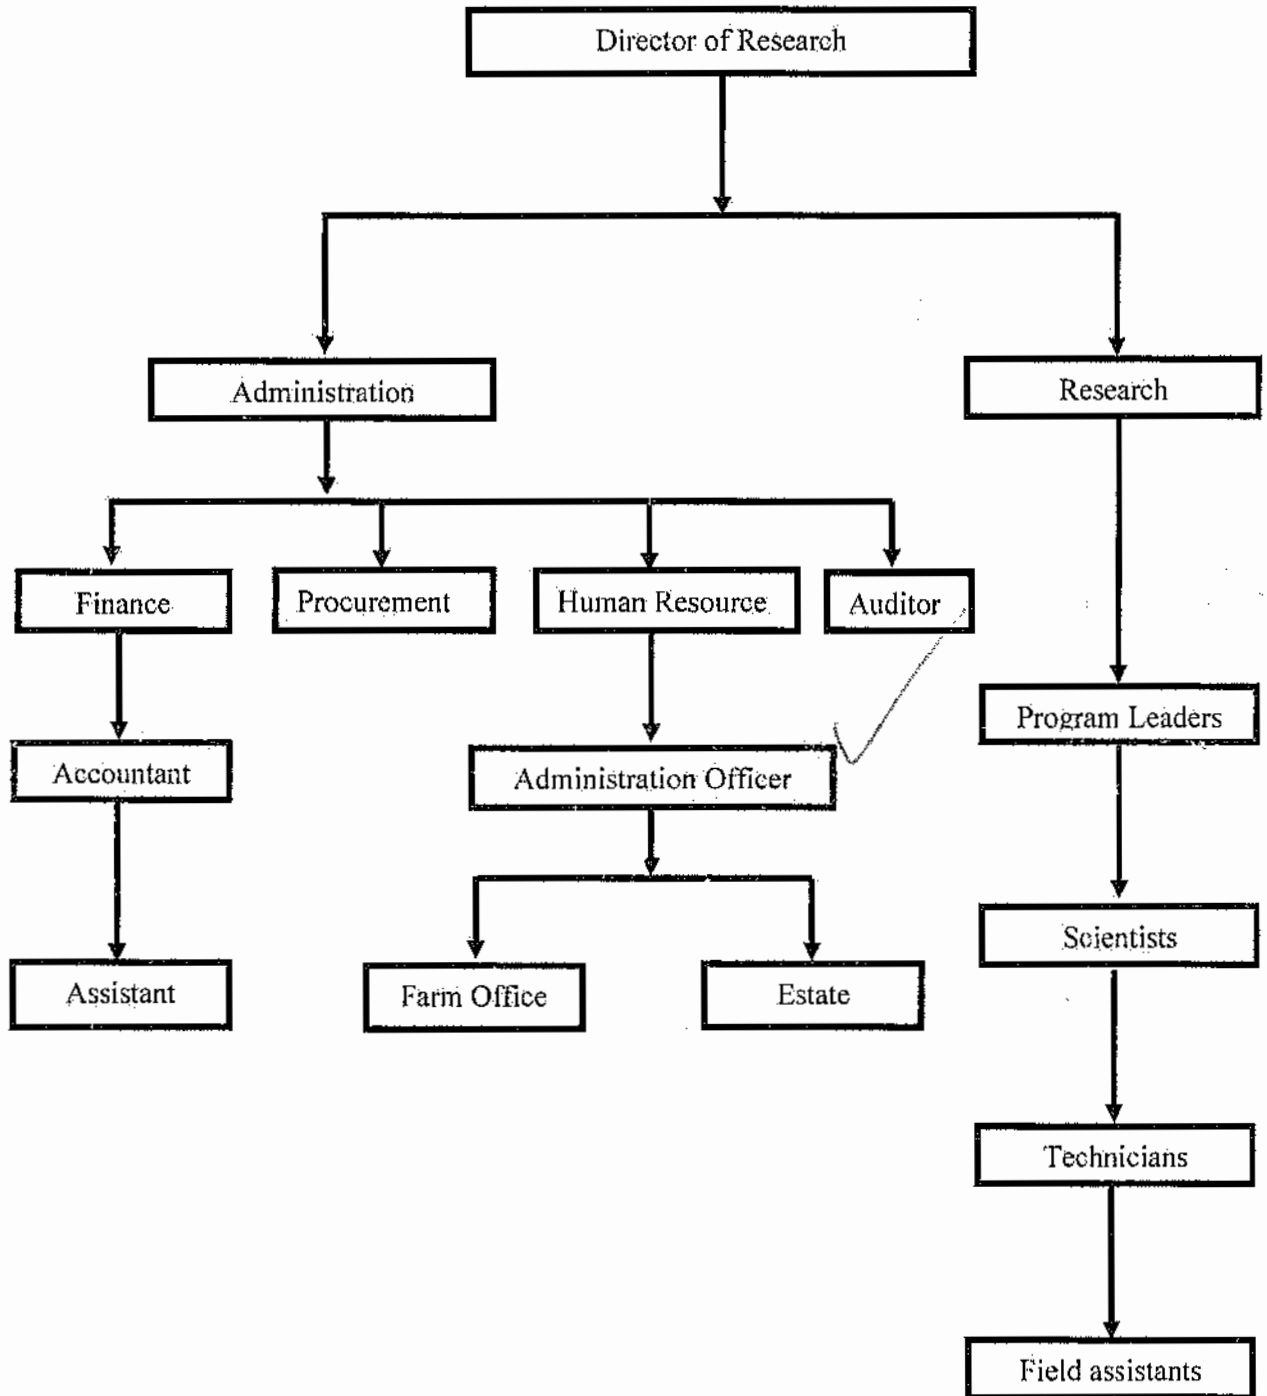 Director of Research
Administration
Research
Finance
Procurement
Human Resource
Auditor
Program Leaders
Accountant
Administration Officer
Scientists
Assistant
Farm Office
Estate
Technicians
Field assistants